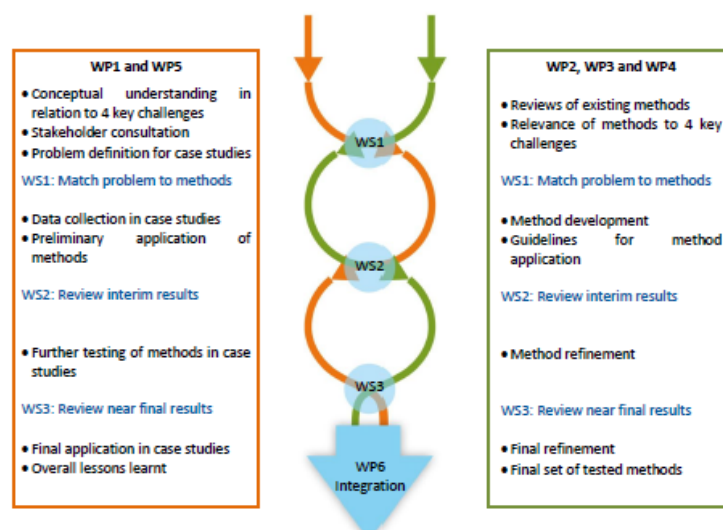 WP1 and WP5
• Conceptual understanding in
relation to 4 key challenges
• Stakeholder consultation
• Problem definition for case studies
WS1: Match problem to methods
• Data collection in case studies
• Preliminary application of
methods
WS2: Review interim results
• Further testing of methods in case
studies
WS3: Review near final results
• Final application in case studies
• Overall lessons learnt
WS1
WS2
WS3
WP6
Integration
WP2, WP3 and WP4
• Reviews of existing methods
• Relevance of methods to 4 key
challenges
WS1: Match problem to methods
• Method development
• Guidelines for method
application
WS2: Review interim results
• Method refinement
WS3: Review near final results
• Final refinement
• Final set of tested methods